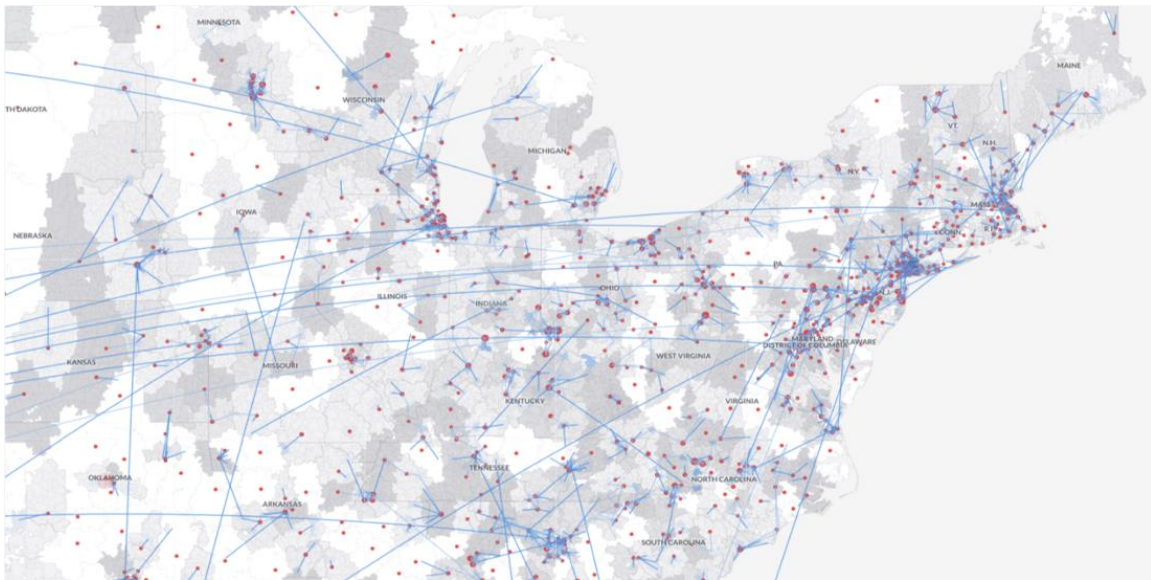 MINNESOTA
MAINE
WISCONSIN
TH DAKOTA
VT.
N.H.
MICHIGAN
N.Y.
MASS.
IOWA
NEBRASKA
R.I.
CONN.
PA.
OHIO
N.J.
ILLINOIS
INDIANA
MARYLAND
DELAWARE
DISTRICT OF COLUMBIA
WEST VIRGINIA
KANSAS
MISSOURI
KENTUCKY
VIRGINIA
TENNESSEE
OKLAHOMA
NORTH CAROLINA
ARKANSAS
SOUTH CAROLINA